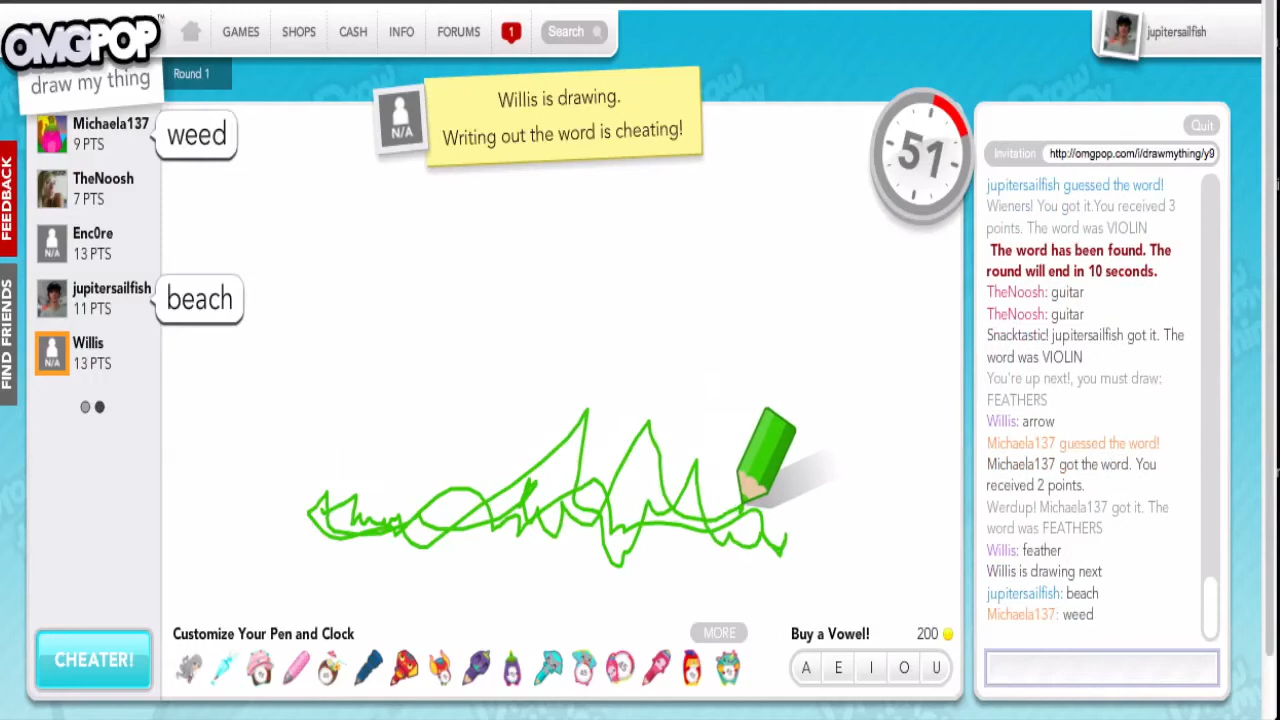 OMGPOP™
draw my thing
GAMES
SHOPS
CASH
INFO
FORUMS
1
Search
jupitersailfish
Round 1
FEEDBACK
FIND FRIENDS
Michaela137
9 PTS
weed
TheNoosh
7 PTS
N/A
Enc0re
13 PTS
jupitersailfish
11 PTS
beach
N/A
Willis
13 PTS
N/A
Willis is drawing.
Writing out the word is cheating!
51
Quit
Invitation
http://omgpop.com/i/drawmything/y9
jupitersailfish guessed the word!
Wieners! You got it.You received 3
points. The word was VIOLIN
The word has been found. The
round will end in 10 seconds.
TheNoosh: guitar
TheNoosh: guitar
Snacktastic! jupitersailfish got it. The
word was VIOLIN
You're up next!, you must draw:
FEATHERS
Willis: arrow
Michaela137 guessed the word!
Michaela137 got the word. You
received 2 points.
Werdup! Michaela137 got it. The
word was FEATHERS
Willis: feather
Willis is drawing next
jupitersailfish: beach
Michaela137: weed
CHEATER!
Customize Your Pen and Clock
MORE
Buy a Vowel!
200
A E I O U